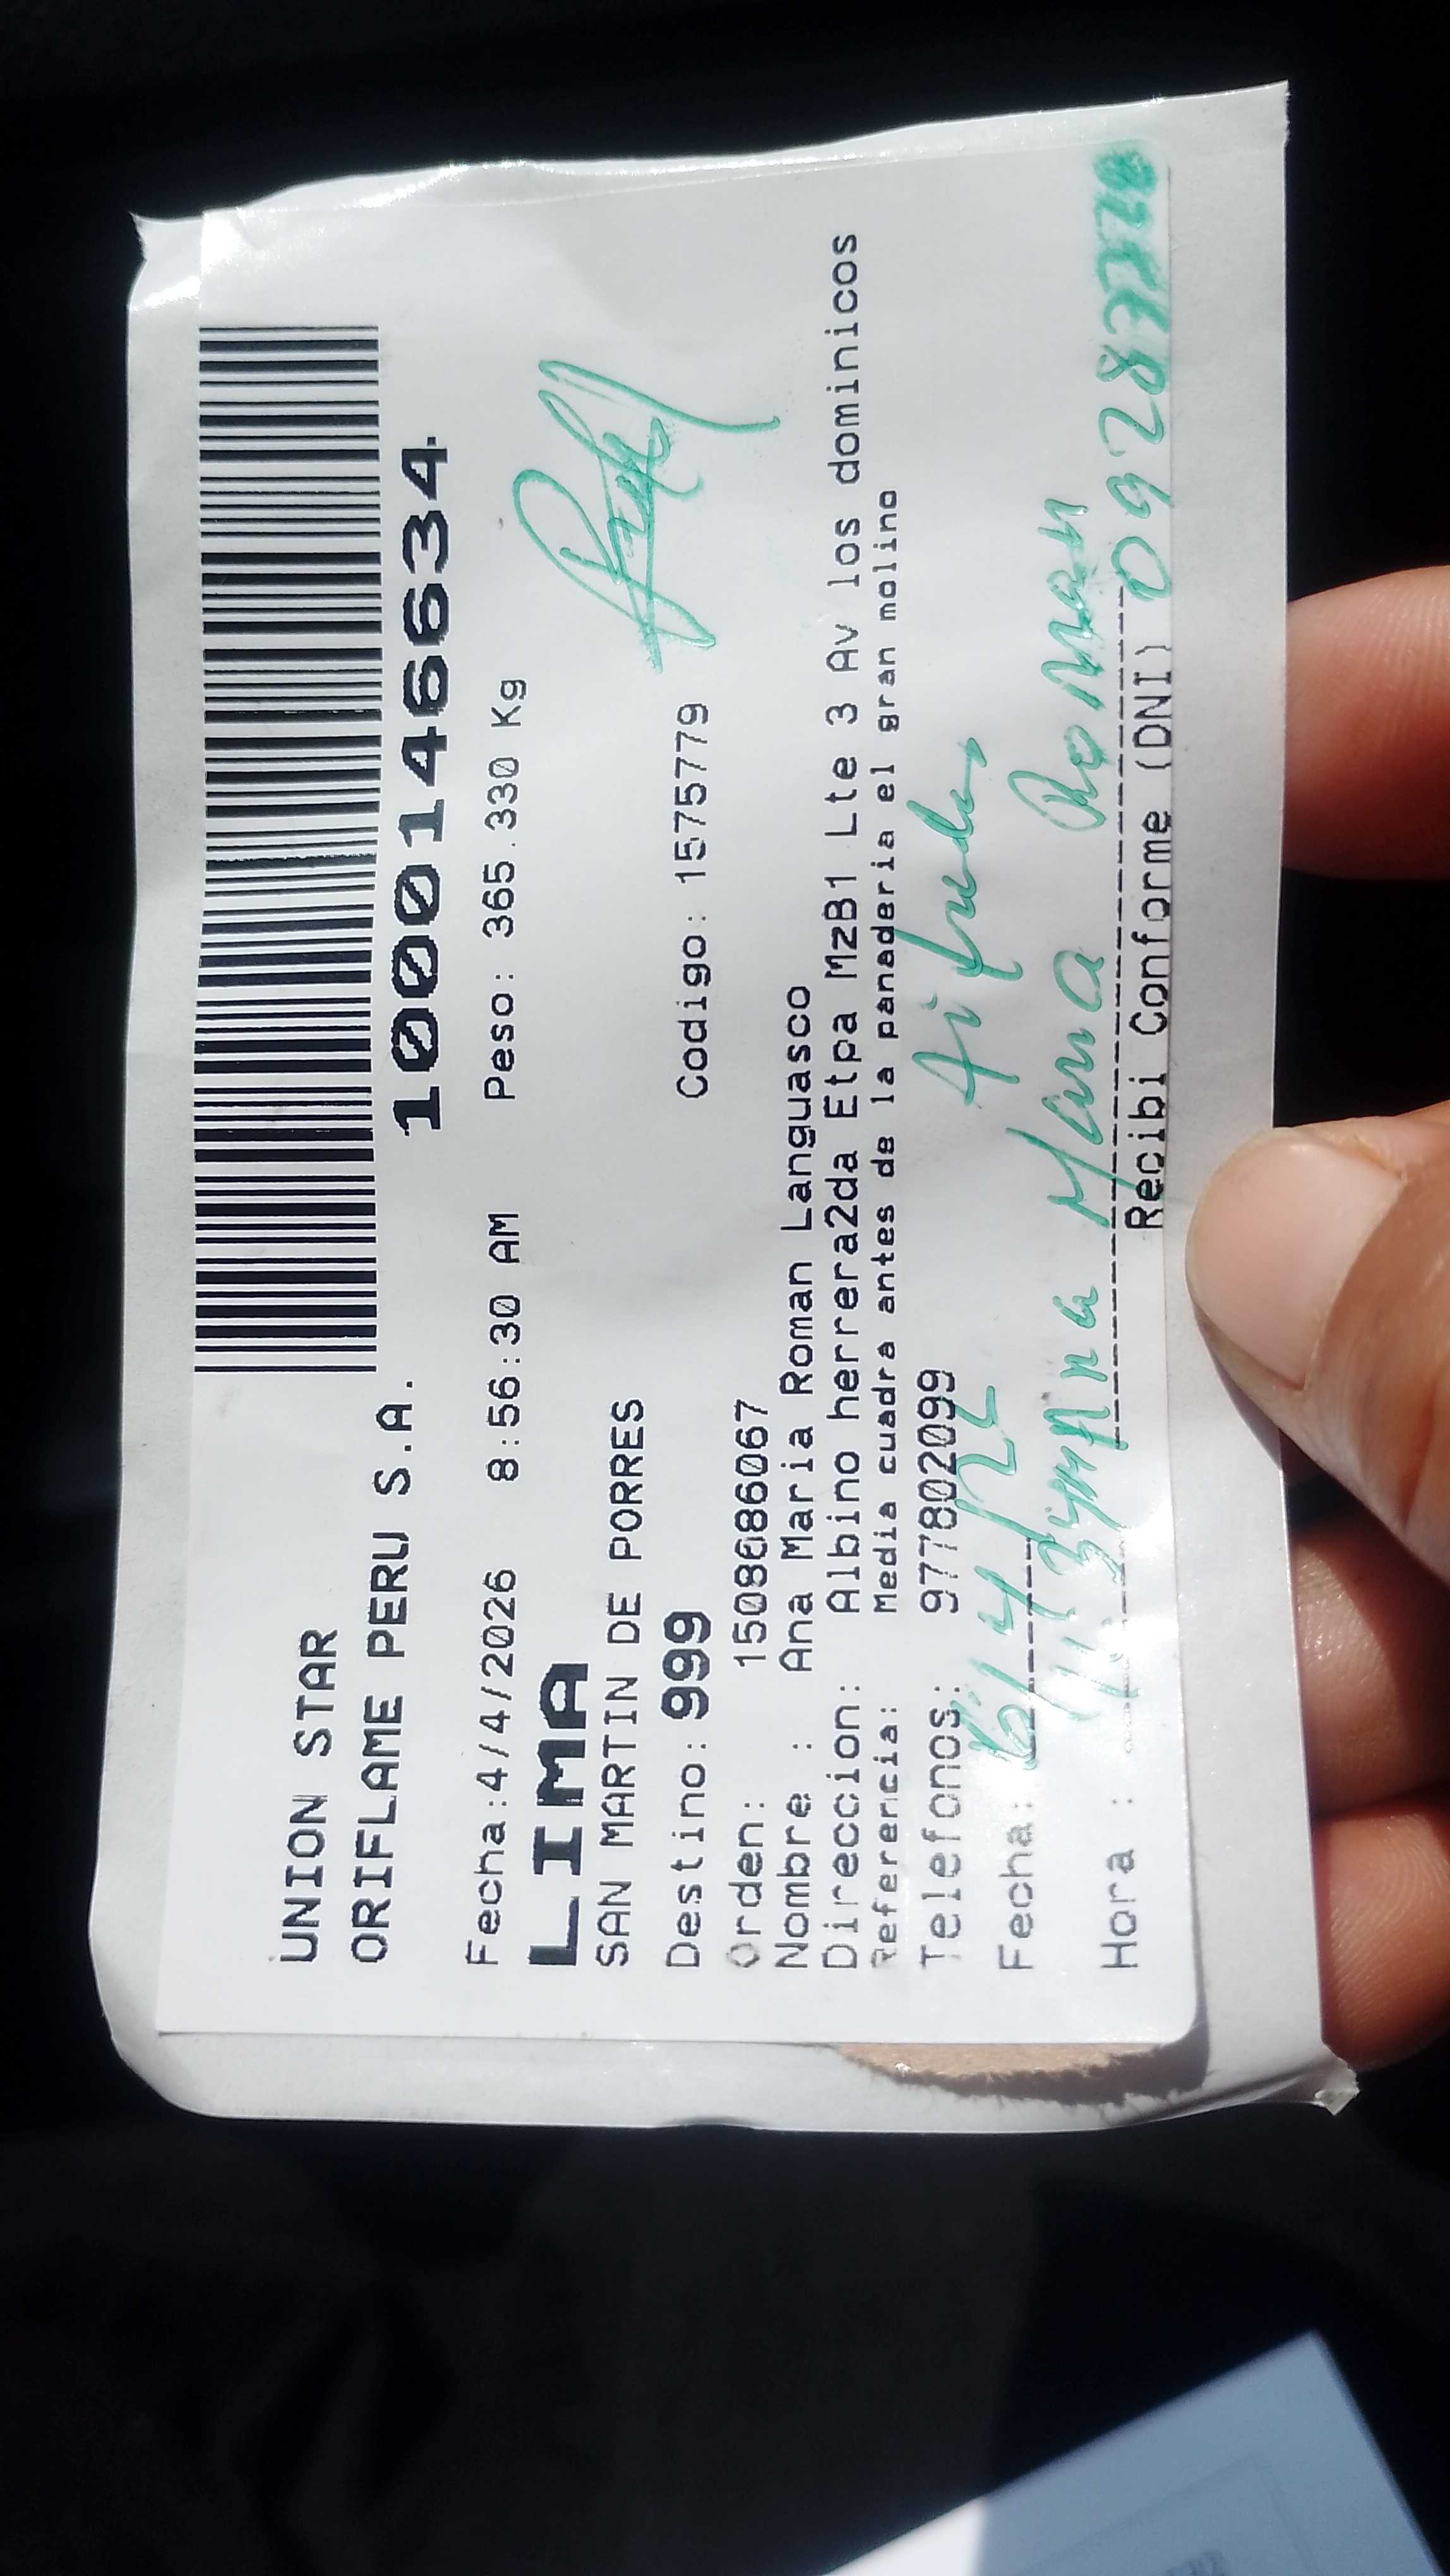 UNION STAR
ORIFLAME PERU S.A.
1000146634
Fecha:4/4/2026 8:56:30 AM Peso: 365.330 Kg
LIMA
SAN MARTIN DE PORRES
Destino: 999 Codigo: 1575779
Orden: 1508686067
Nombre : Ana Maria Roman Languasco
Direccion: Albino herrera2da Etpa MzB1 Lte 3 Av los dominicos
Referencia: Media cuadra antes de la panaderia el gran molino
Telefonos: 977802099
Fecha:
Maria Roman
Hora :
Recibi Conforme (DNI)